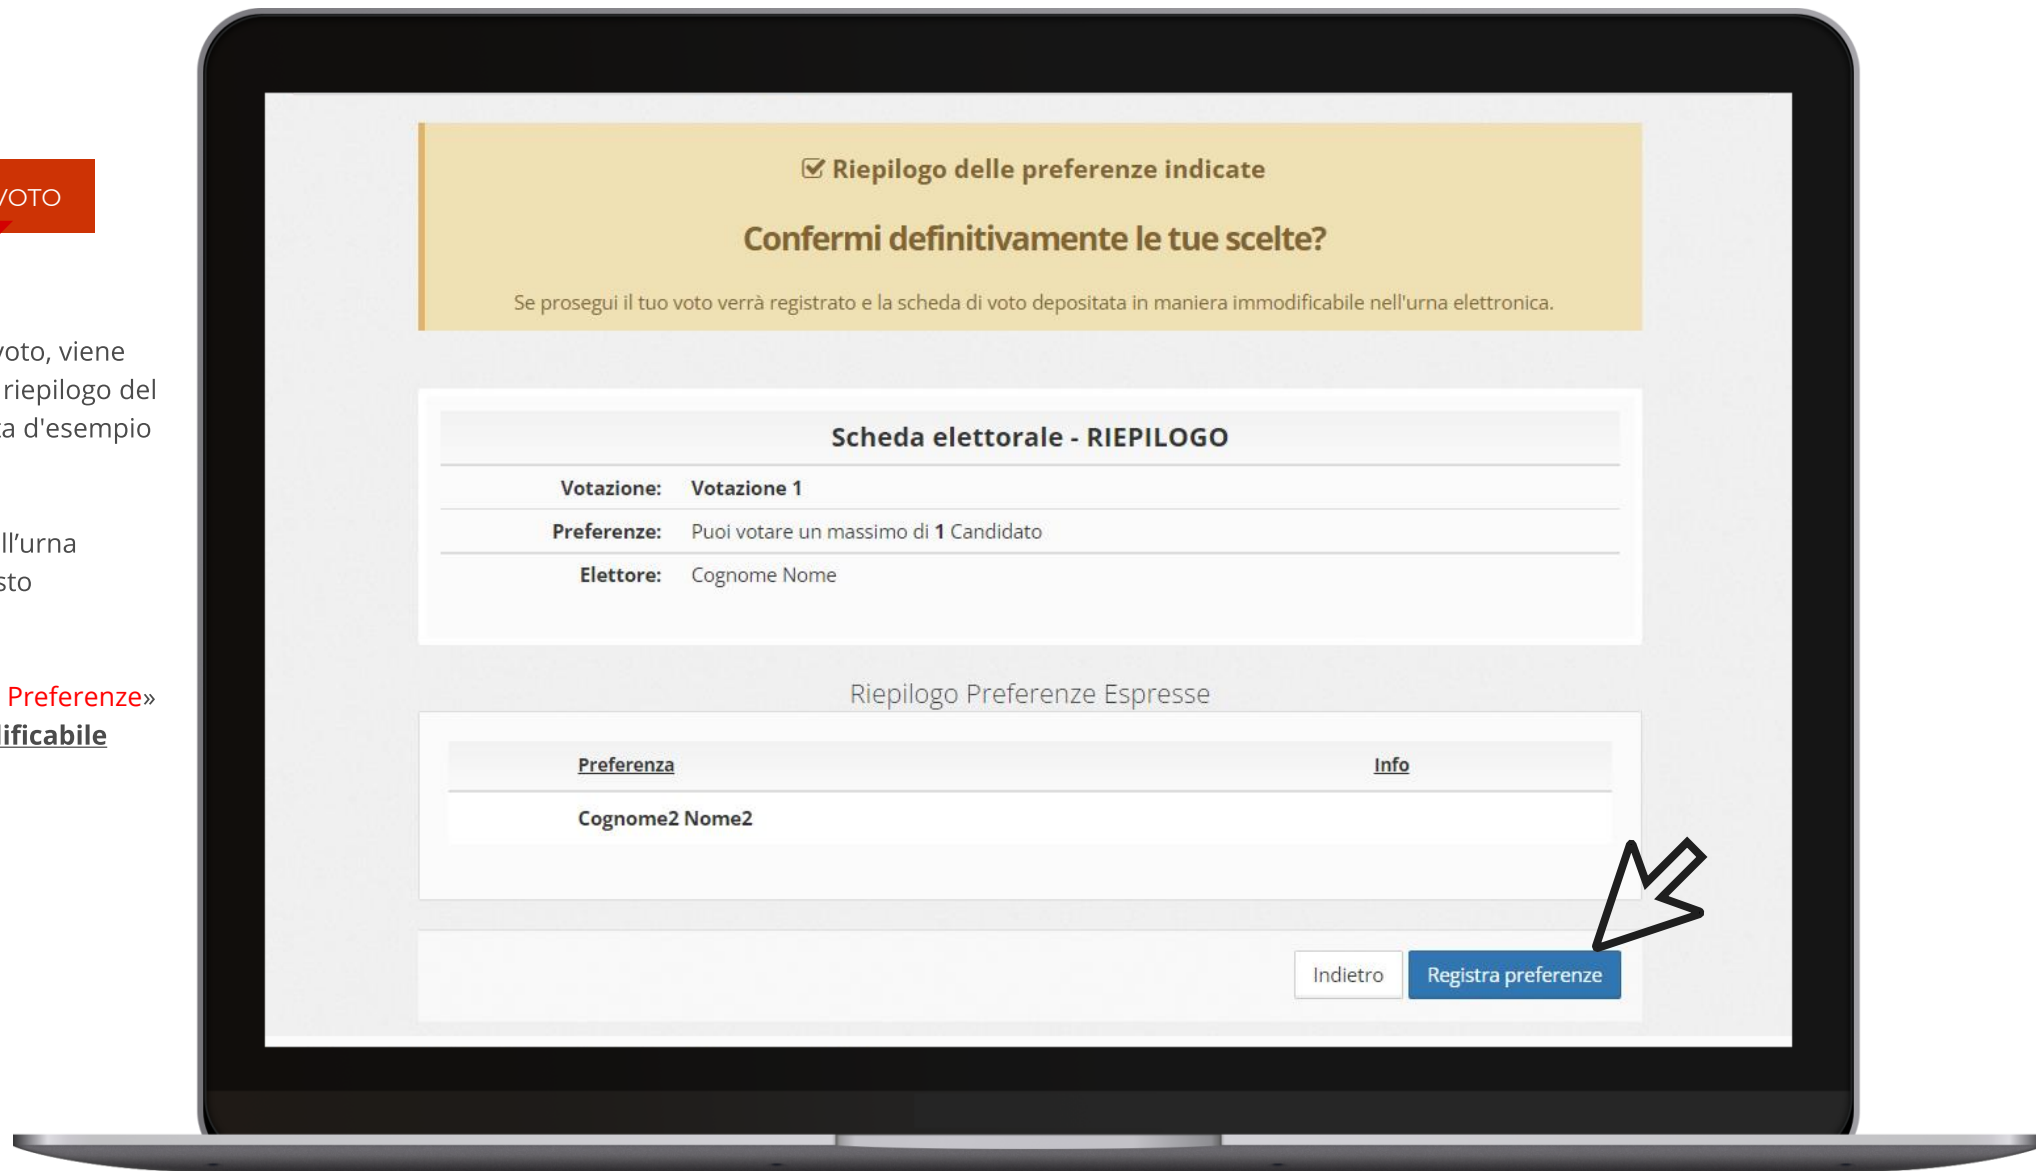 VOTO
voto, viene
riepilogo del
d'esempio
ll’urna
Preferenze»
Riepilogo delle preferenze indicate
Confermi definitivamente le tue scelte?
Se prosegui il tuo voto verrà registrato e la scheda di voto depositata in maniera immodificabile nell'urna elettronica.
Scheda elettorale - RIEPILOGO
Votazione: Votazione 1
Preferenze: Puoi votare un massimo di 1 Candidato
Elettore: Cognome Nome
Riepilogo Preferenze Espresse
Preferenza Info
Cognome2 Nome2
Indietro Registra preferenze